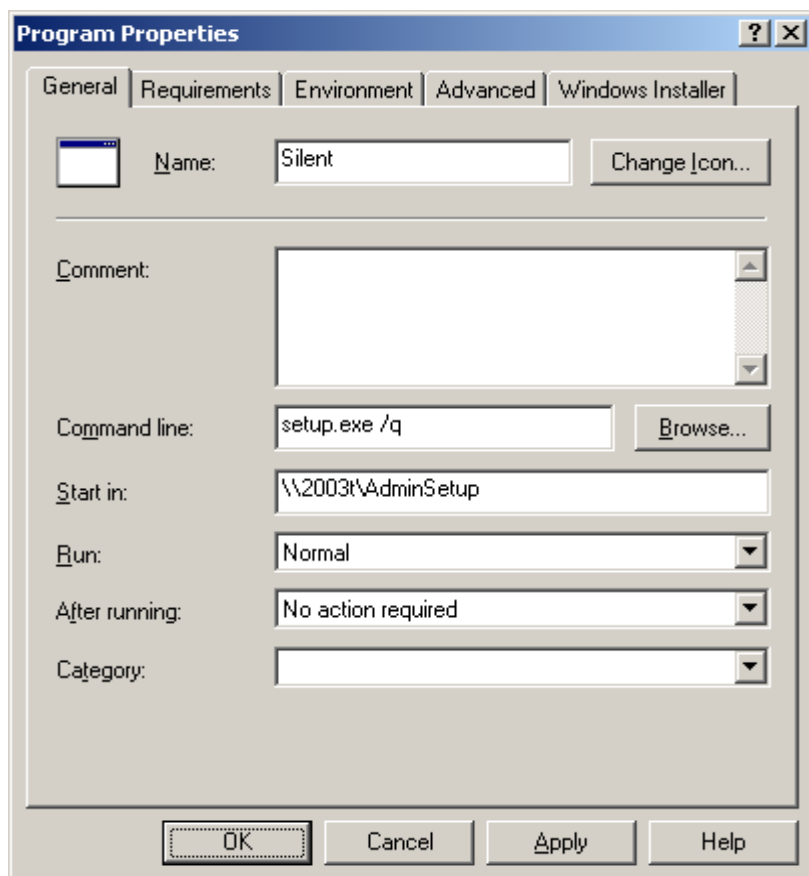 Program Properties
General Requirements Environment Advanced Windows Installer
Name: Silent Change Icon...
Comment:
Command line: setup.exe /q Browse...
Start in: \\2003t\AdminSetup
Run: Normal
After running: No action required
Category:
OK Cancel Apply Help